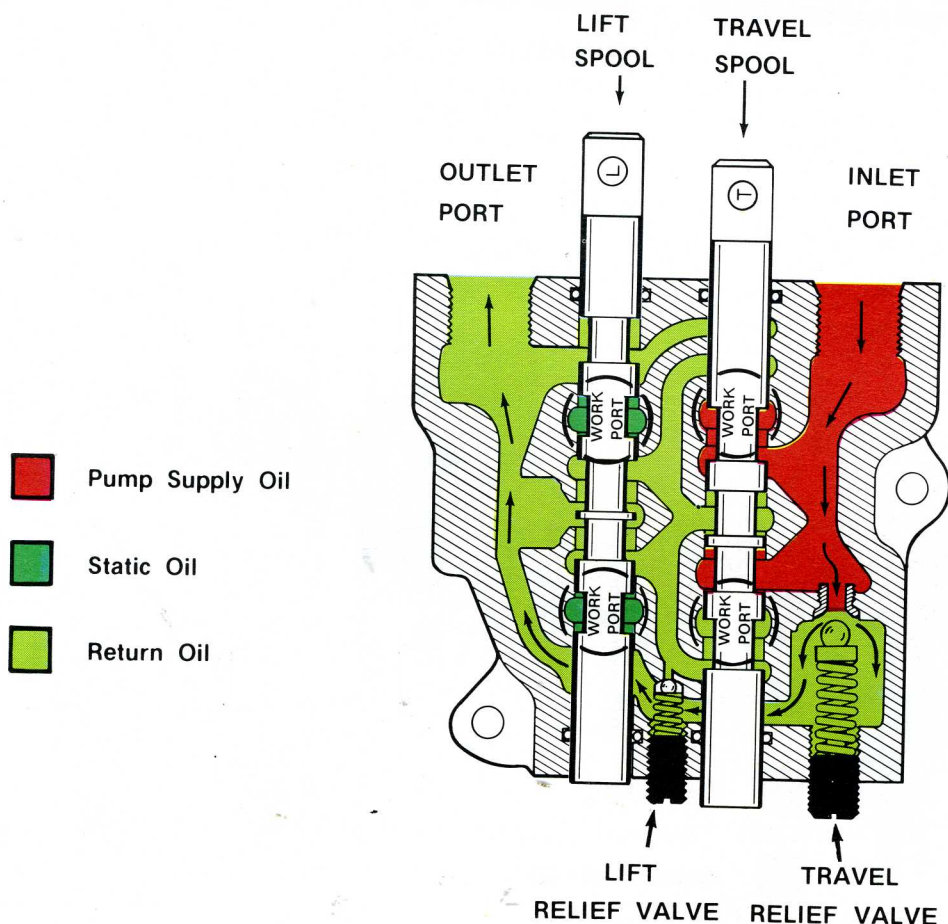 LIFT
SPOOL
TRAVEL
SPOOL
OUTLET
PORT
INLET
PORT
L
T
WORK
PORT
WORK
PORT
WORK
PORT
WORK
PORT
Pump Supply Oil
Static Oil
Return Oil
LIFT
RELIEF VALVE
TRAVEL
RELIEF VALVE